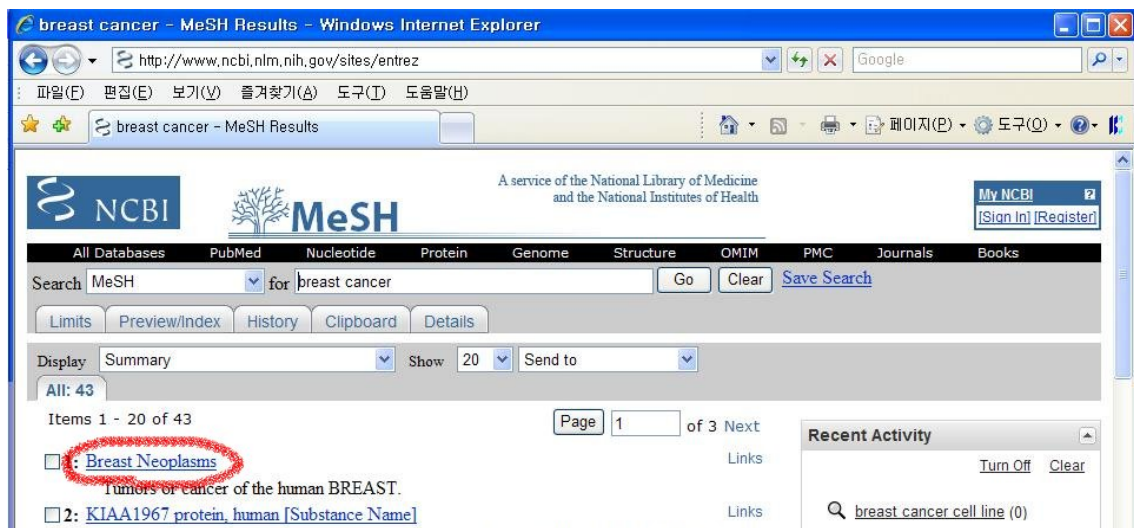 breast cancer - MeSH Results - Windows Internet Explorer
http://www.ncbi.nlm.nih.gov/sites/entrez
Google
파일(F) 편집(E) 보기(V) 즐겨찾기(A) 도구(T) 도움말(H)
breast cancer - MeSH Results
페이지(P) 도구(O)
NCBI
MeSH
A service of the National Library of Medicine
and the National Institutes of Health
My NCBI ?
[Sign In] [Register]
All Databases PubMed Nucleotide Protein Genome Structure OMIM PMC Journals Books
Search MeSH for breast cancer Go Clear Save Search
Limits Preview/Index History Clipboard Details
Display Summary Show 20 Send to
All: 43
Items 1 - 20 of 43
Page 1 of 3 Next
Recent Activity
Turn Off Clear
1: Breast Neoplasms Links
Tumors or cancer of the human BREAST.
2: KIAA1967 protein, human [Substance Name] Links
breast cancer cell line (0)